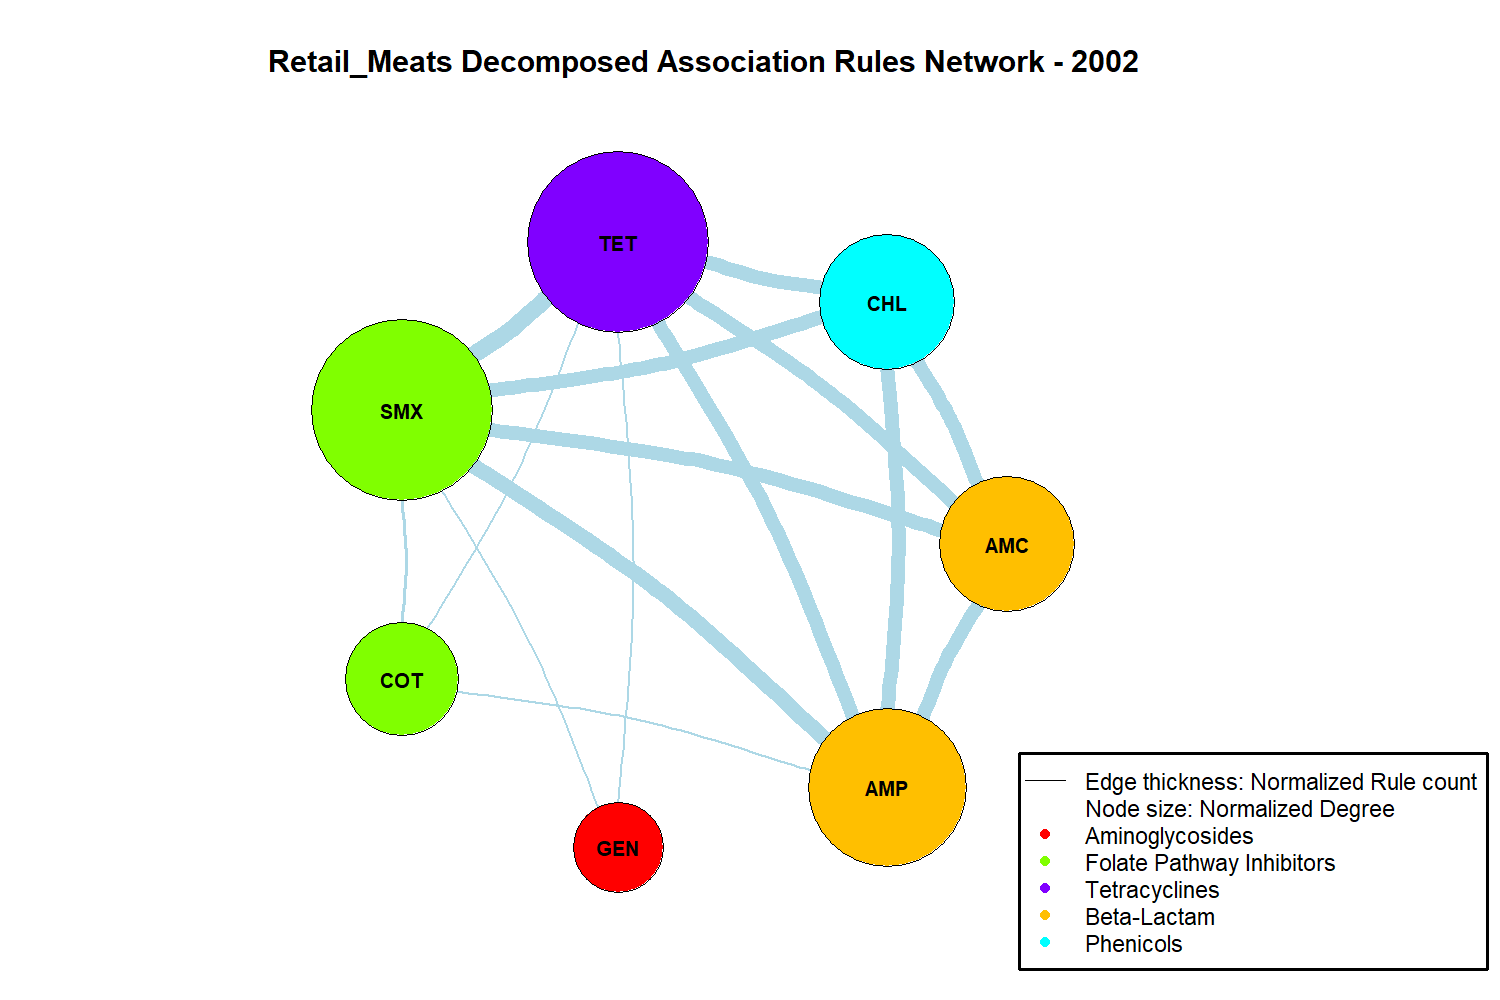 Retail_Meats Decomposed Association Rules Network - 2002
TET
CHL
SMX
AMC
COT
AMP
GEN
Edge thickness: Normalized Rule count
Node size: Normalized Degree
Aminoglycosides
Folate Pathway Inhibitors
Tetracyclines
Beta-Lactam
Phenicols